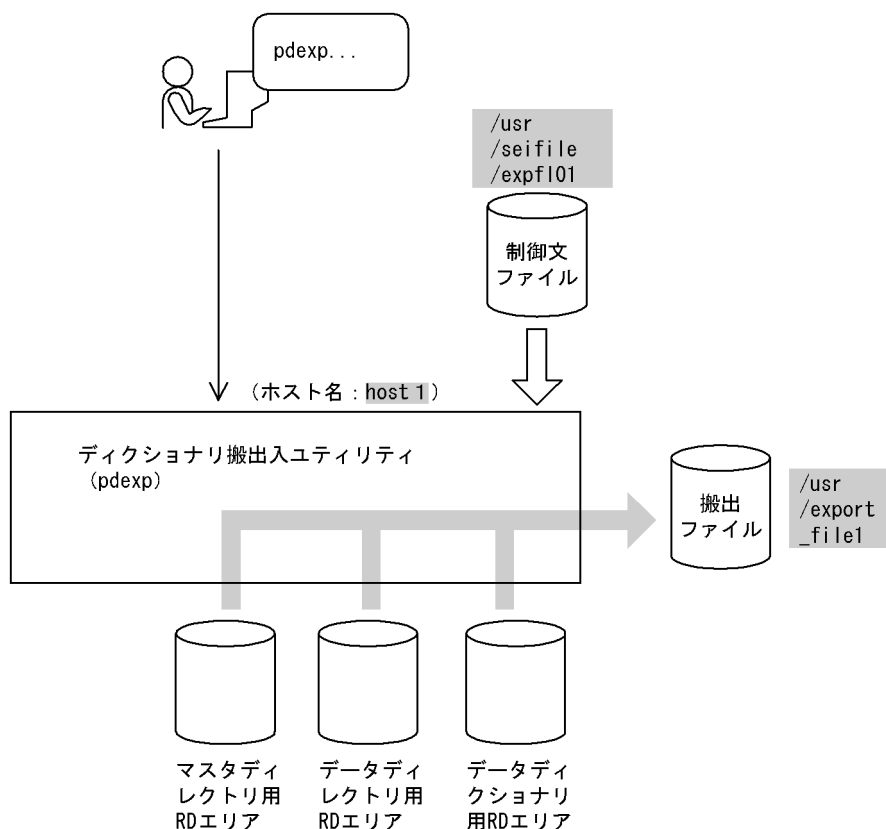 pdexp...
/usr
/seifile
/expfl01
制御文
ファイル
（ホスト名：host１）
ディクショナリ搬出入ユティリティ
（pdexp）
搬出
ファイル
/usr
/export
_file1
マスタディ
レクトリ用
RDエリア
データディ
レクトリ用
RDエリア
データディ
クショナリ
用RDエリア